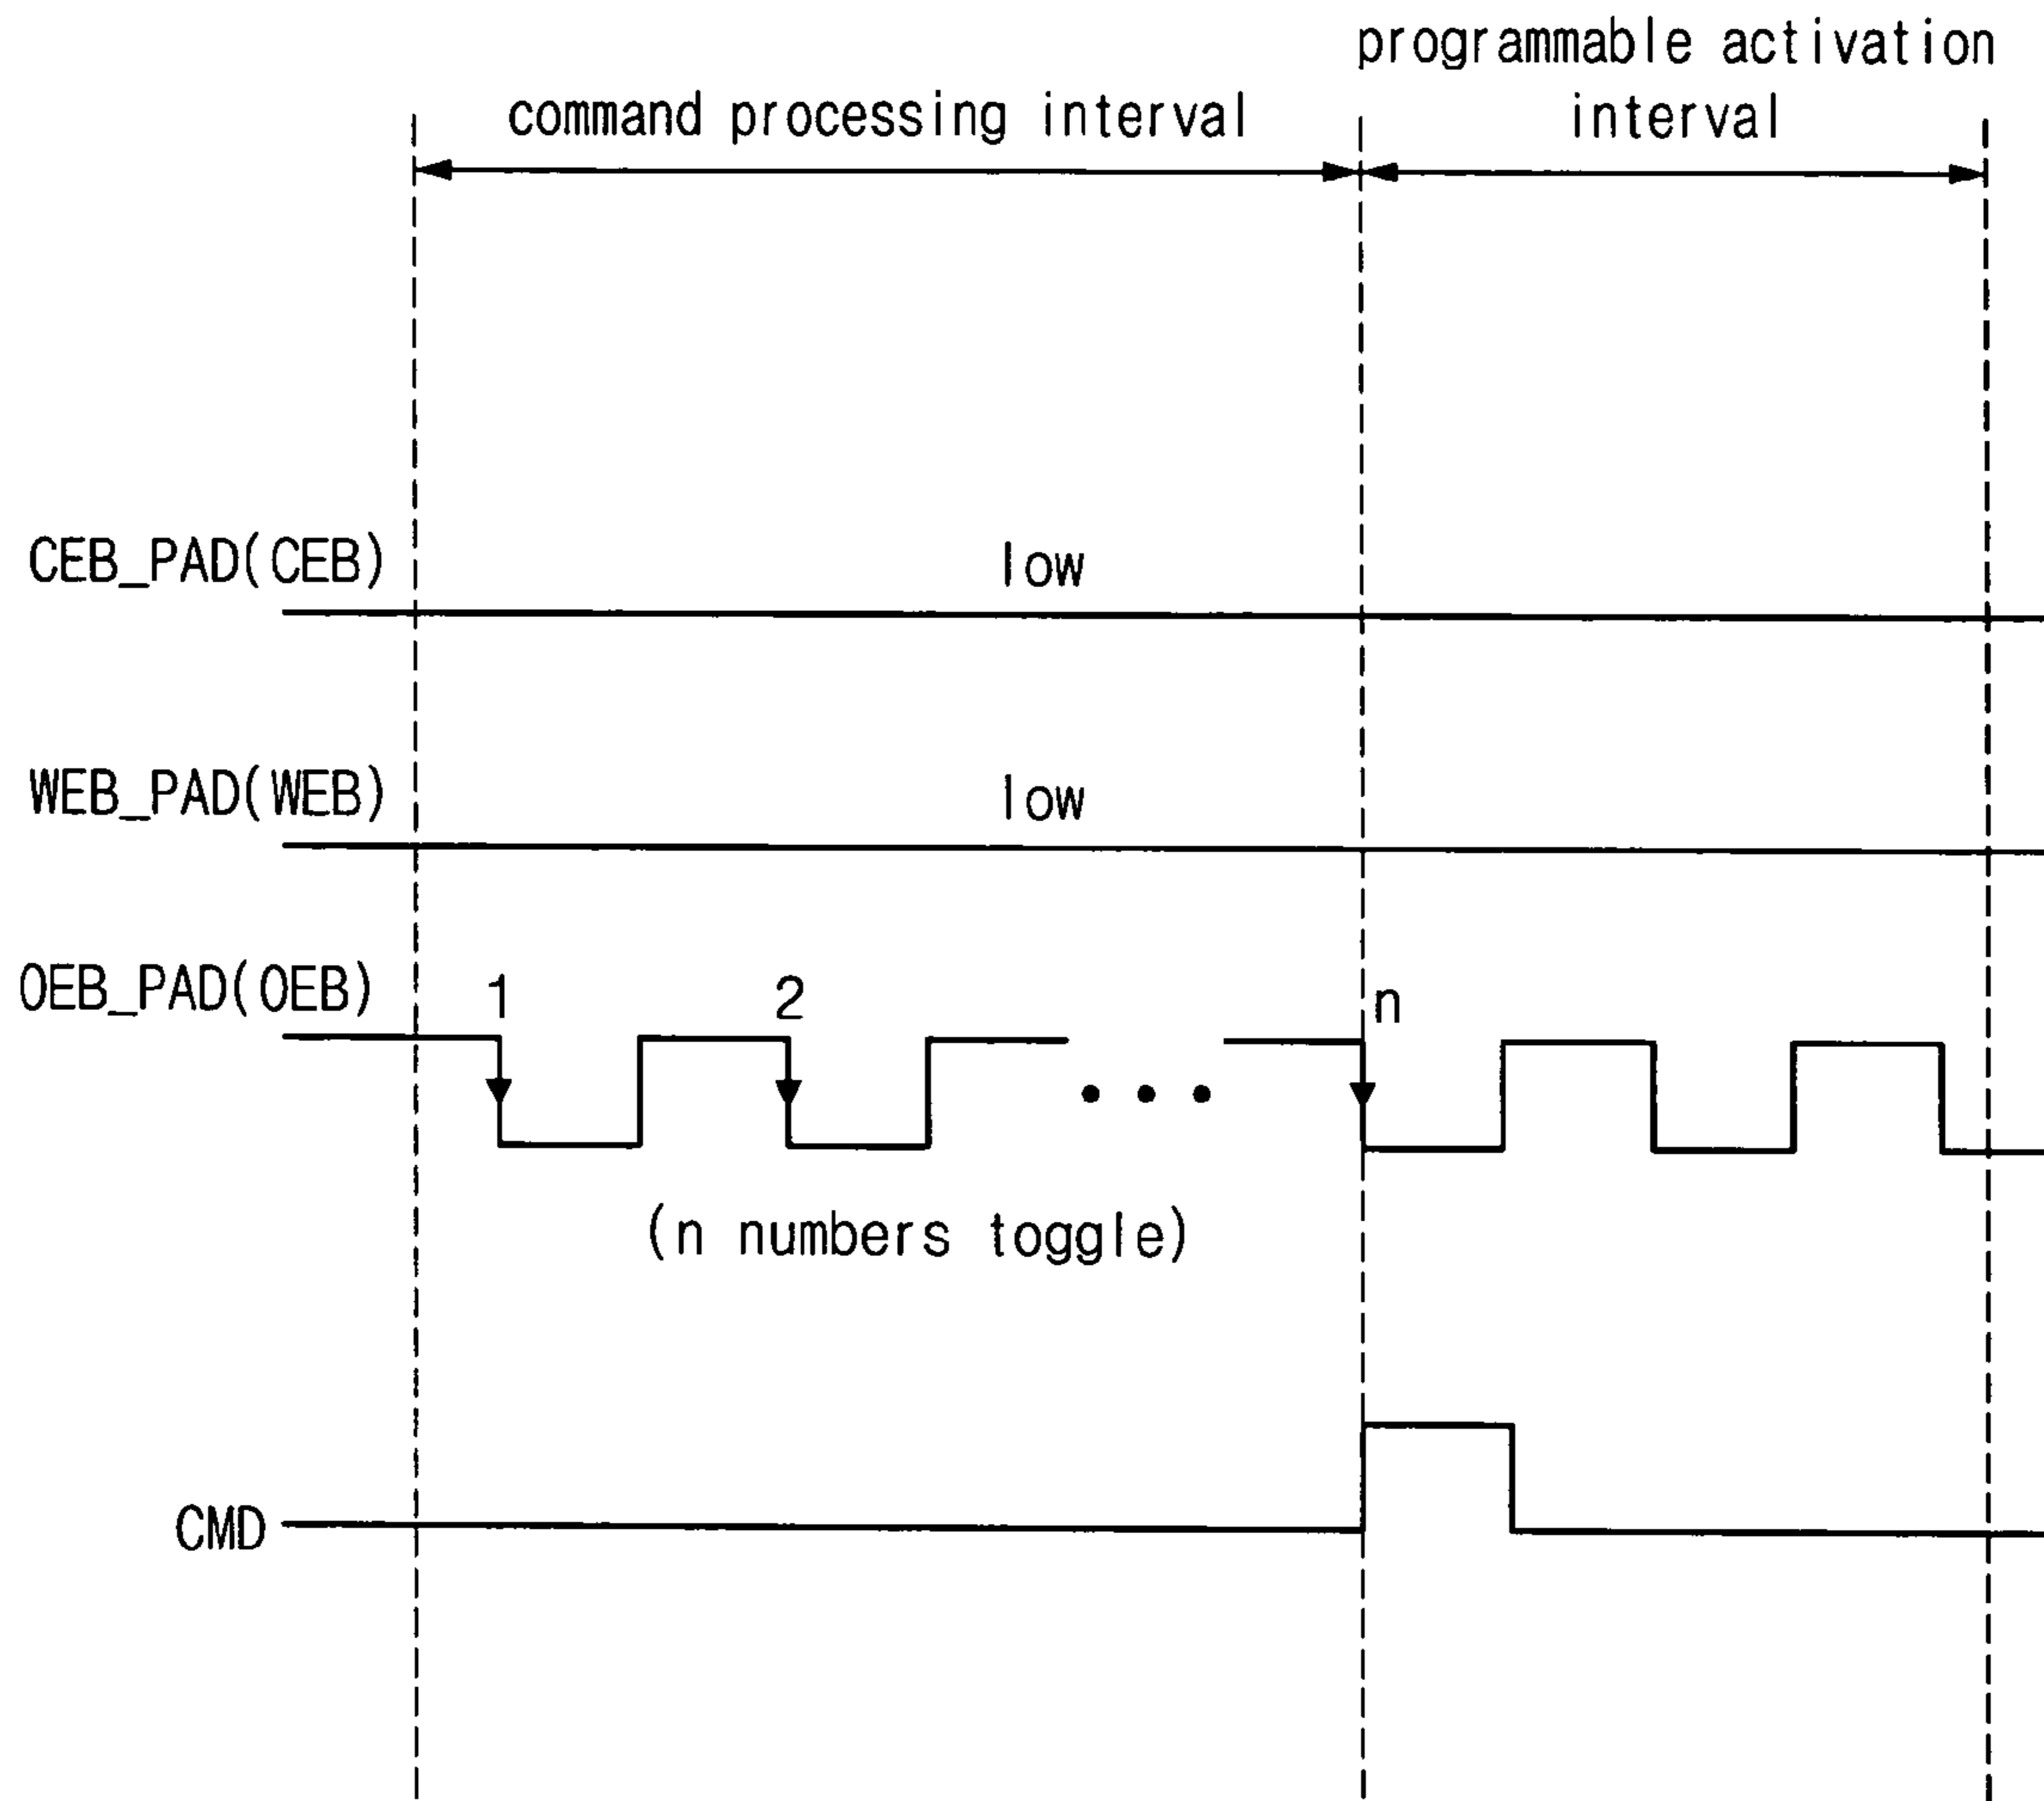 programmable activation
interval
command processing interval
CEB_PAD(CEB)
low
WEB_PAD(WEB)
low
OEB_PAD(OEB)
1
2
n
(n numbers toggle)
CMD